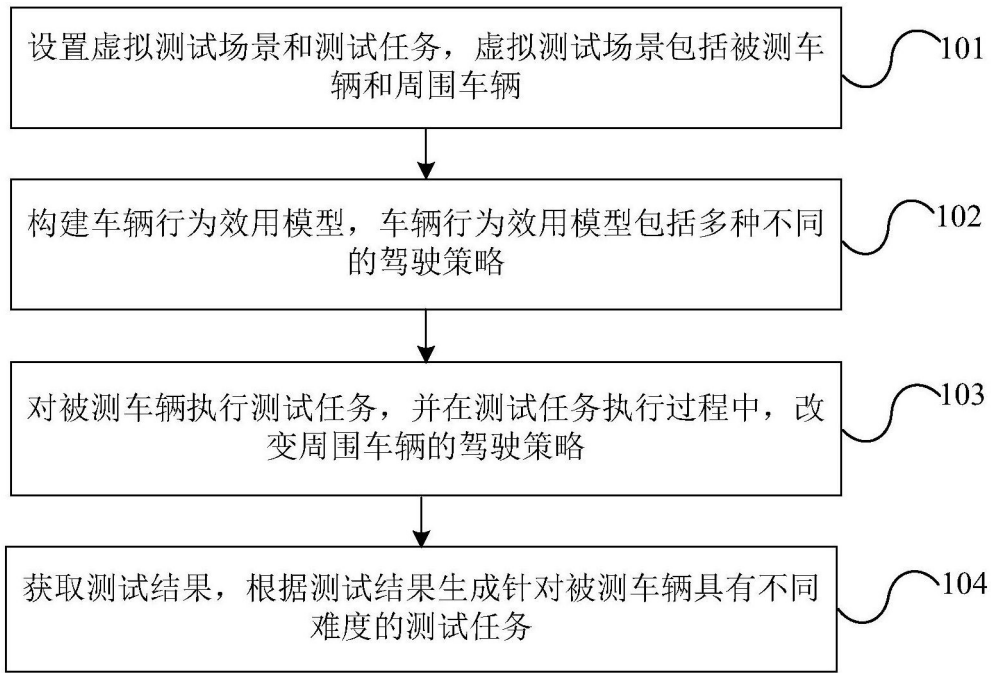 设置虚拟测试场景和测试任务，虚拟测试场景包括被测车
辆和周围车辆
101
构建车辆行为效用模型，车辆行为效用模型包括多种不同
的驾驶策略
102
对被测车辆执行测试任务，并在测试任务执行过程中，改
变周围车辆的驾驶策略
103
获取测试结果，根据测试结果生成针对被测车辆具有不同
难度的测试任务
104